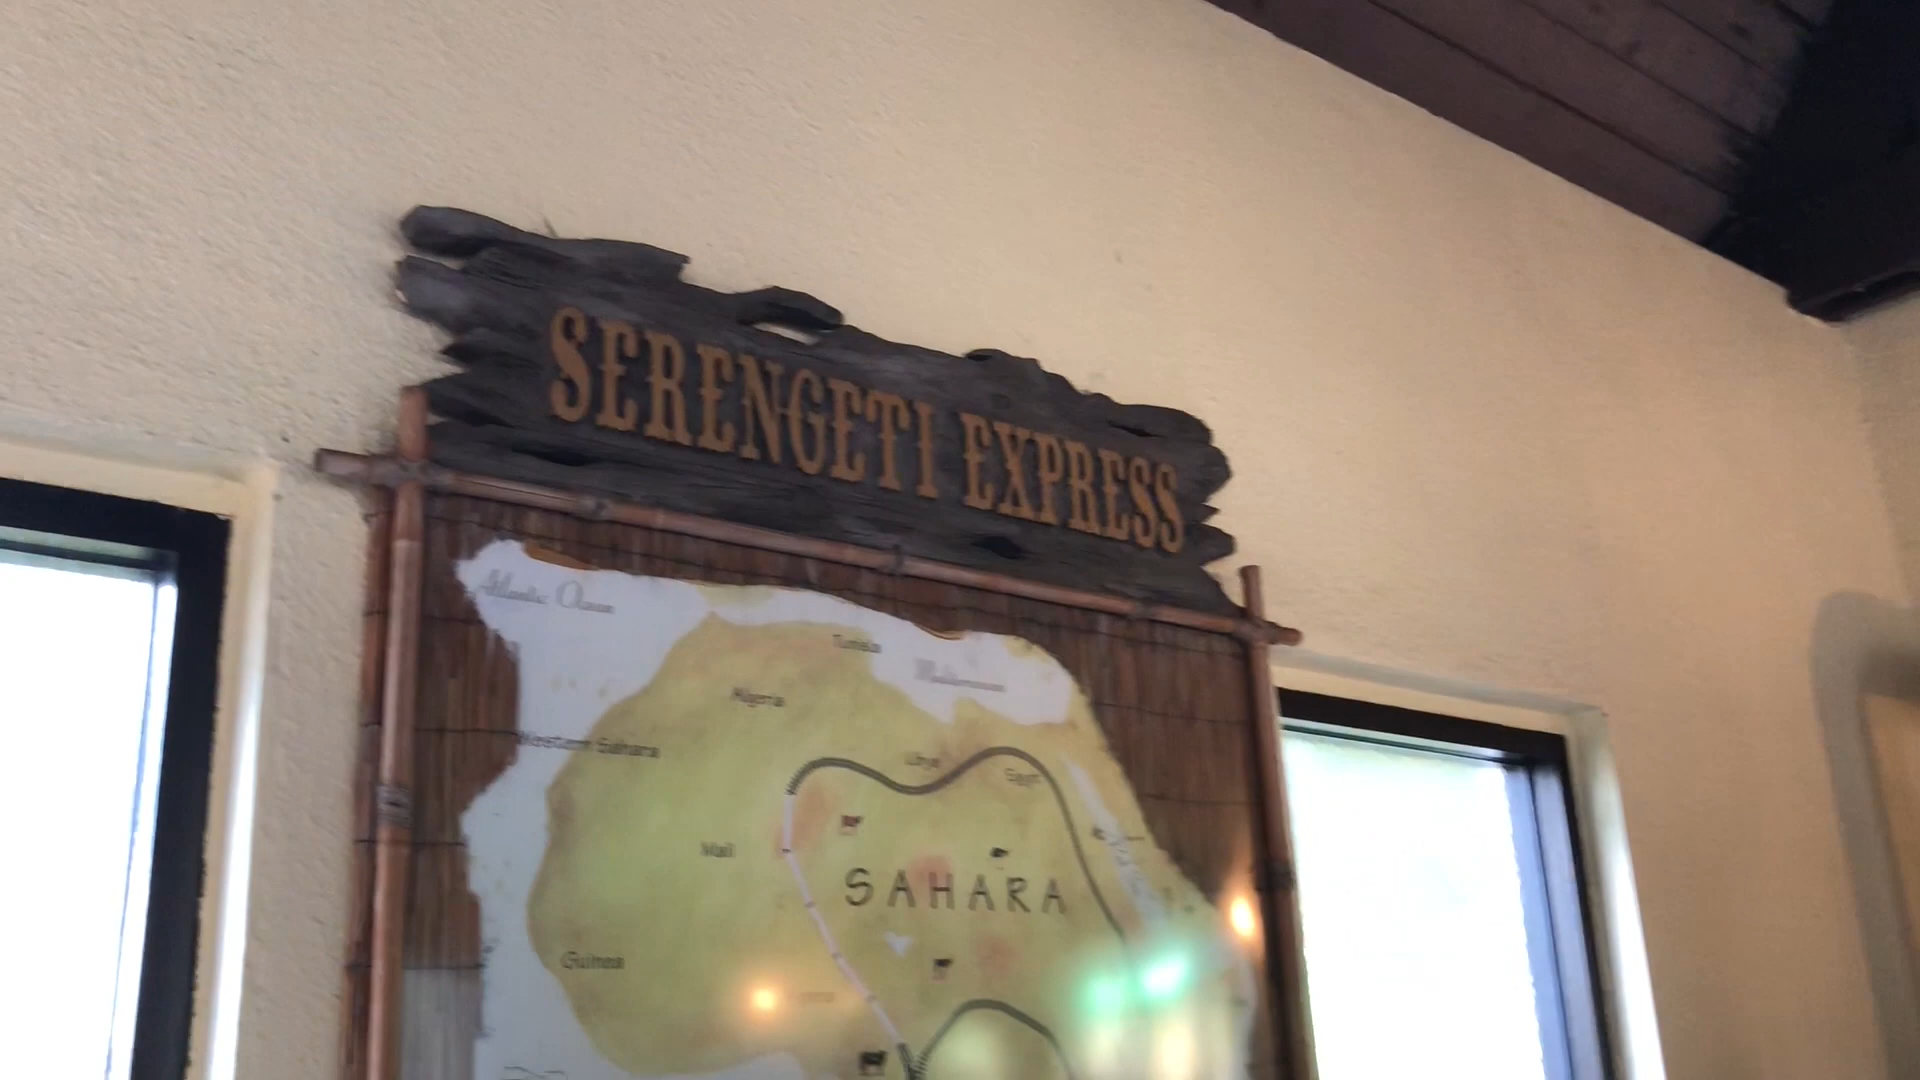 SERENGETI EXPRESS
Atlantic Ocean
Tunisia
Mediterranean
Algeria
Western Sahara
Libya
Egypt
Mali
SAHARA
Guinea